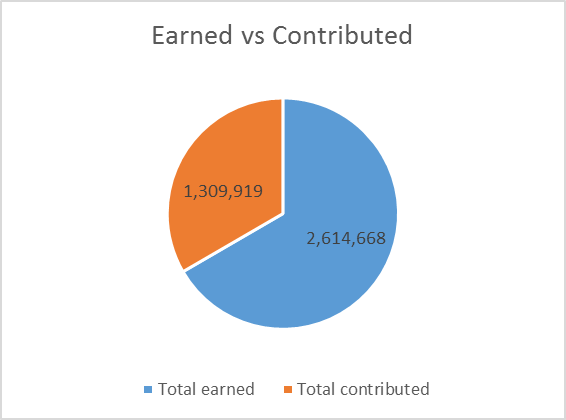 Earned vs Contributed
1,309,919
2,614,668
Total earned Total contributed